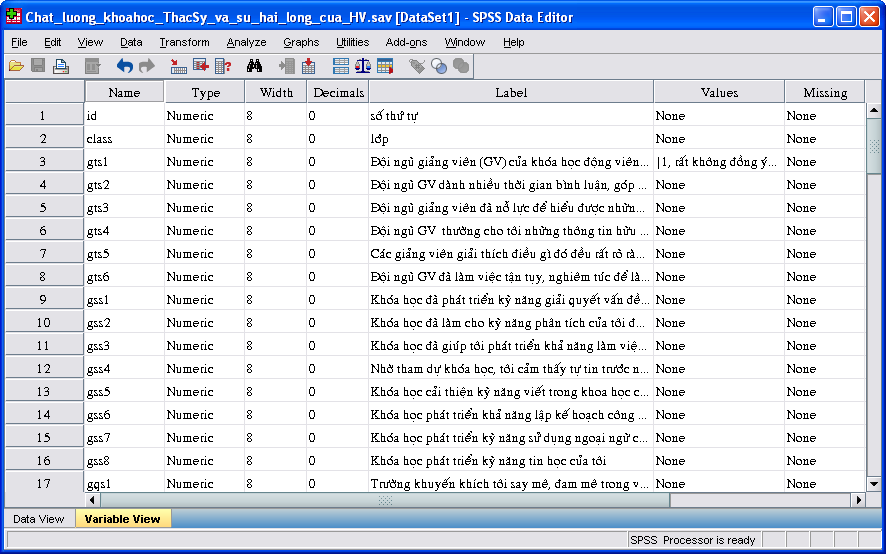 Chat_luong_khoahoc_ThacSy_va_su_hai_long_cua_HV.sav [DataSet1] - SPSS Data Editor
File Edit View Data Transform Analyze Graphs Utilities Add-ons Window Help
Name Type Width Decimals Label Values Missing
1 id Numeric 8 0 số thứ tự None None
2 class Numeric 8 0 lớp None None
3 gts1 Numeric 8 0 Đội ngũ giảng viên (GV) của khóa học động viên... |1, rất không đồng ý... None
4 gts2 Numeric 8 0 Đội ngũ GV dành nhiều thời gian bình luận, góp ... None None
5 gts3 Numeric 8 0 Đội ngũ giảng viên đã nỗ lực để hiểu được nhữn... None None
6 gts4 Numeric 8 0 Đội ngũ GV thường cho tôi những thông tin hữu ... None None
7 gts5 Numeric 8 0 Các giảng viên giải thích điều gì đó đều rất rõ rà... None None
8 gts6 Numeric 8 0 Đội ngũ GV đã làm việc tận tụy, nghiêm túc để là... None None
9 gss1 Numeric 8 0 Khóa học đã phát triển kỹ năng giải quyết vấn đề... None None
10 gss2 Numeric 8 0 Khóa học đã làm cho kỹ năng phân tích của tôi đ... None None
11 gss3 Numeric 8 0 Khóa học đã giúp tôi phát triển khả năng làm việ... None None
12 gss4 Numeric 8 0 Nhờ tham dự khóa học, tôi cảm thấy tự tin trước n... None None
13 gss5 Numeric 8 0 Khóa học cải thiện kỹ năng viết trong khoa học c... None None
14 gss6 Numeric 8 0 Khóa học phát triển khả năng lập kế hoạch công ... None None
15 gss7 Numeric 8 0 Khóa học phát triển kỹ năng sử dụng ngoại ngữ c... None None
16 gss8 Numeric 8 0 Khóa học phát triển kỹ năng tin học của tôi None None
17 gqs1 Numeric 8 0 Trường khuyến khích tôi say mê, đam mê trong v... None None
Data View Variable View
SPSS Processor is ready